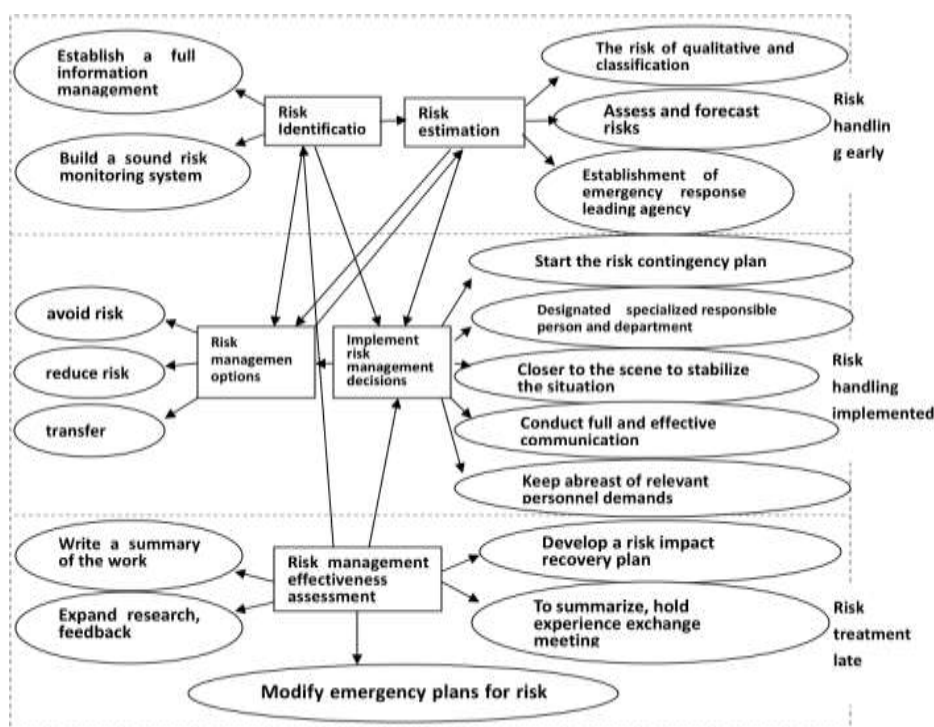 Establish a full
information
management
Build a sound risk
monitoring system
Risk
Identificatio
Risk
estimation
The risk of qualitative and
classification
Assess and forecast
risks
Establishment of
emergency response
leading agency
Risk
handlin
g early
Start the risk contingency plan
Designated specialized responsible
person and department
Closer to the scene to stabilize
the situation
Conduct full and effective
communication
Keep abreast of relevant
personnel demands
avoid risk
reduce risk
transfer
Risk
managemen
options
Implement
risk
management
decisions
Risk
handling
implemented
Write a summary
of the work
Expand research,
feedback
Risk management
effectiveness
assessment
Develop a risk impact
recovery plan
To summarize, hold
experience exchange
meeting
Modify emergency plans for risk
Risk
treatment
late